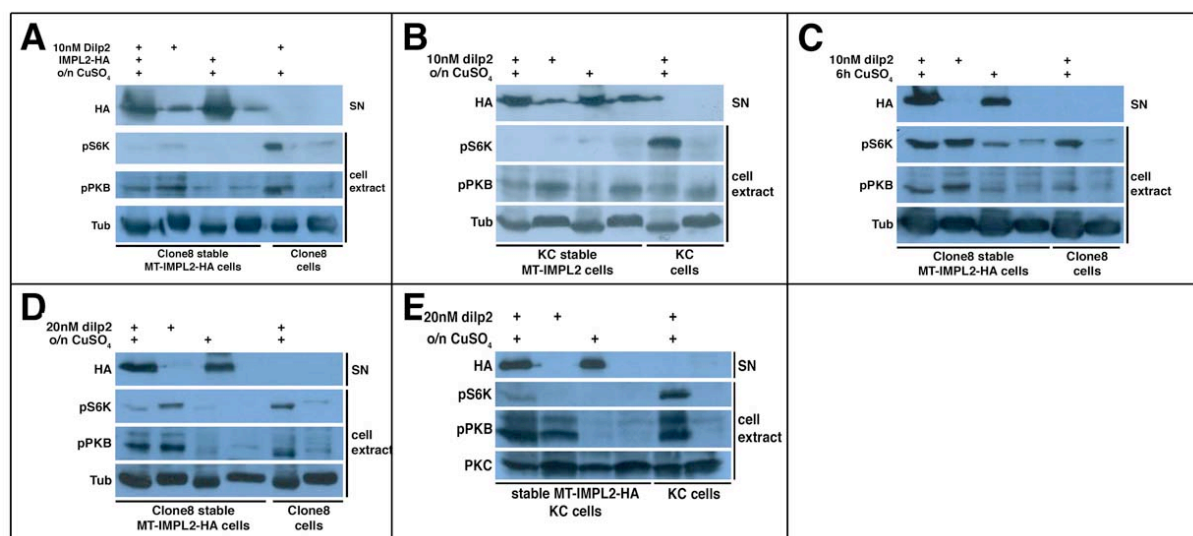 A
10nM Dilp2 + + +
IMPL2-HA + +
o/n CuSO4 + + +
HA
SN
pS6K
pPKB
cell
extract
Tub
Clone8 stable
MT-IMPL2-HA cells
Clone8
cells
B
10nM dilp2 + + +
o/n CuSO4 + + +
HA
SN
pS6K
pPKB
cell
extract
Tub
KC stable
MT-IMPL2 cells
KC
cells
C
10nM dilp2 + + +
6h CuSO4 + + +
HA
SN
pS6K
pPKB
cell
extract
Tub
Clone8 stable
MT-IMPL2-HA cells
Clone8
cells
D
20nM dilp2 + + +
o/n CuSO4 + + +
HA
SN
pS6K
pPKB
cell
extract
Tub
Clone8 stable
MT-IMPL2-HA cells
Clone8
cells
E
20nM dilp2 + + +
o/n CuSO4 + + +
HA
SN
pS6K
pPKB
cell
extract
PKC
stable MT-IMPL2-HA
KC cells
KC cells